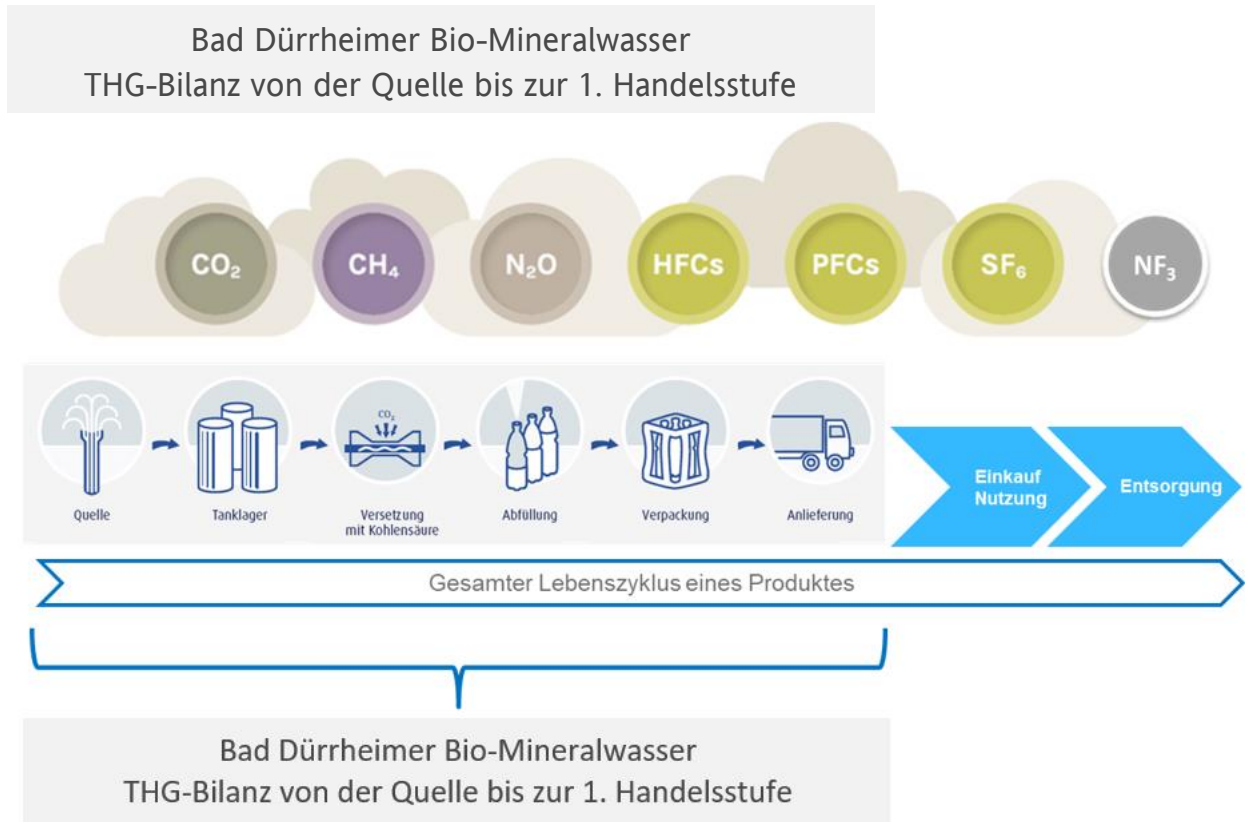 Bad Dürrheimer Bio-Mineralwasser
THG-Bilanz von der Quelle bis zur 1. Handelsstufe
CO₂
CH₄
N₂O
HFCs
PFCs
SF₆
NF₃
CO₂
Quelle
Tanklager
Versetzung
mit Kohlensäure
Abfüllung
Verpackung
Anlieferung
Einkauf
Nutzung
Entsorgung
Gesamter Lebenszyklus eines Produktes
Bad Dürrheimer Bio-Mineralwasser
THG-Bilanz von der Quelle bis zur 1. Handelsstufe